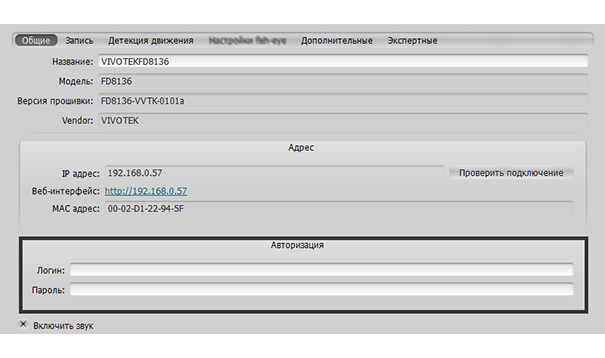 Общие Запись Детекция движения Настройки fish-eye Дополнительные Экспертные
Название: VIVOTEKFD8136
Модель: FD8136
Версия прошивки: FD8136-VVTK-0101a
Vendor: VIVOTEK
Адрес
IP адрес: 192.168.0.57 Проверить подключение
Веб-интерфейс: http://192.168.0.57
MAC адрес: 00-02-D1-22-94-5F
Авторизация
Логин:
Пароль:
Включить звук